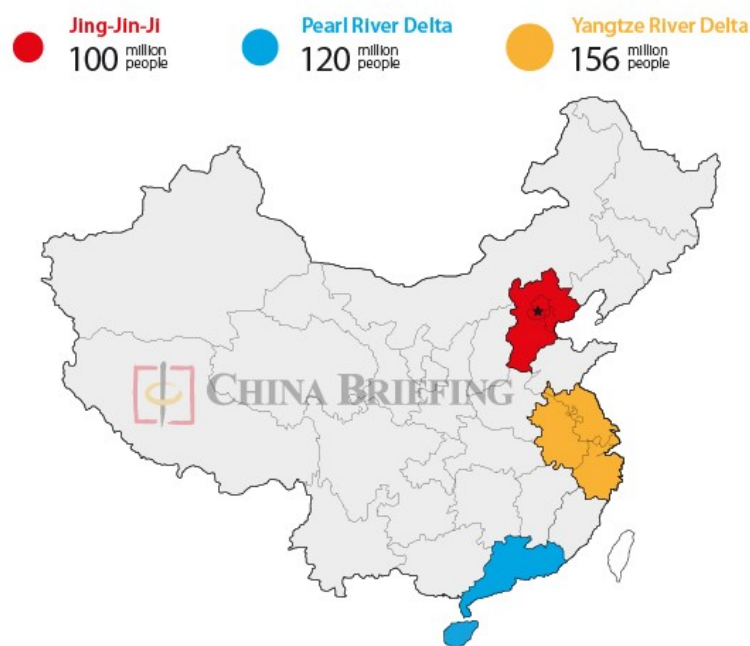 Jing-Jin-Ji
100 million people
Pearl River Delta
120 million people
Yangtze River Delta
156 million people
CHINA BRIEFING